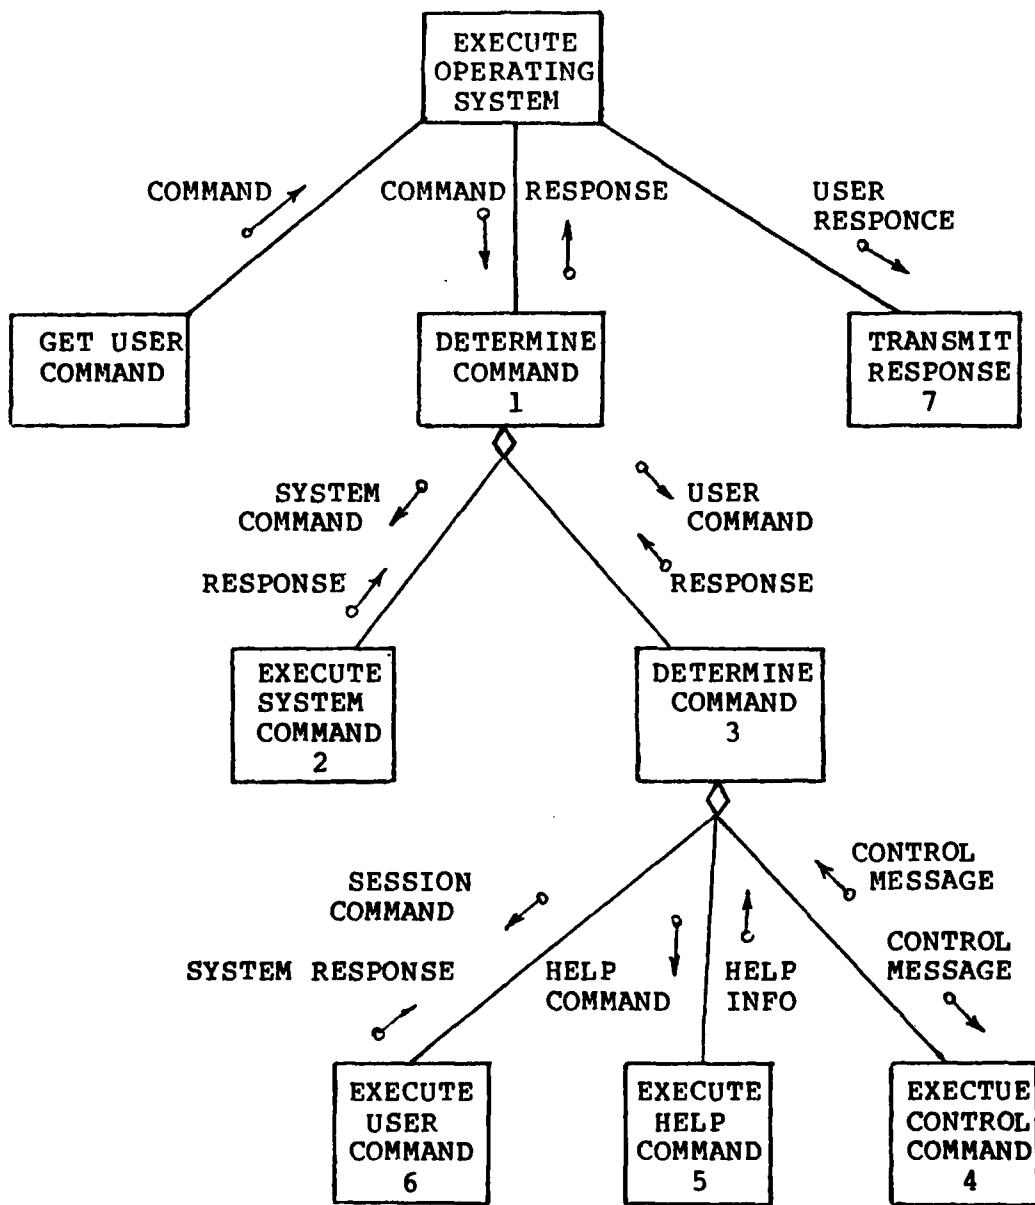 EXECUTE
OPERATING
SYSTEM
COMMAND
COMMAND
RESPONSE
USER
RESPONCE
GET USER
COMMAND
DETERMINE
COMMAND
1
TRANSMIT
RESPONSE
7
SYSTEM
COMMAND
USER
COMMAND
RESPONSE
RESPONSE
EXECUTE
SYSTEM
COMMAND
2
DETERMINE
COMMAND
3
SESSION
COMMAND
CONTROL
MESSAGE
SYSTEM RESPONSE
HELP
COMMAND
HELP
INFO
CONTROL
MESSAGE
EXECUTE
USER
COMMAND
6
EXECUTE
HELP
COMMAND
5
EXECTUE
CONTROL
COMMAND
4